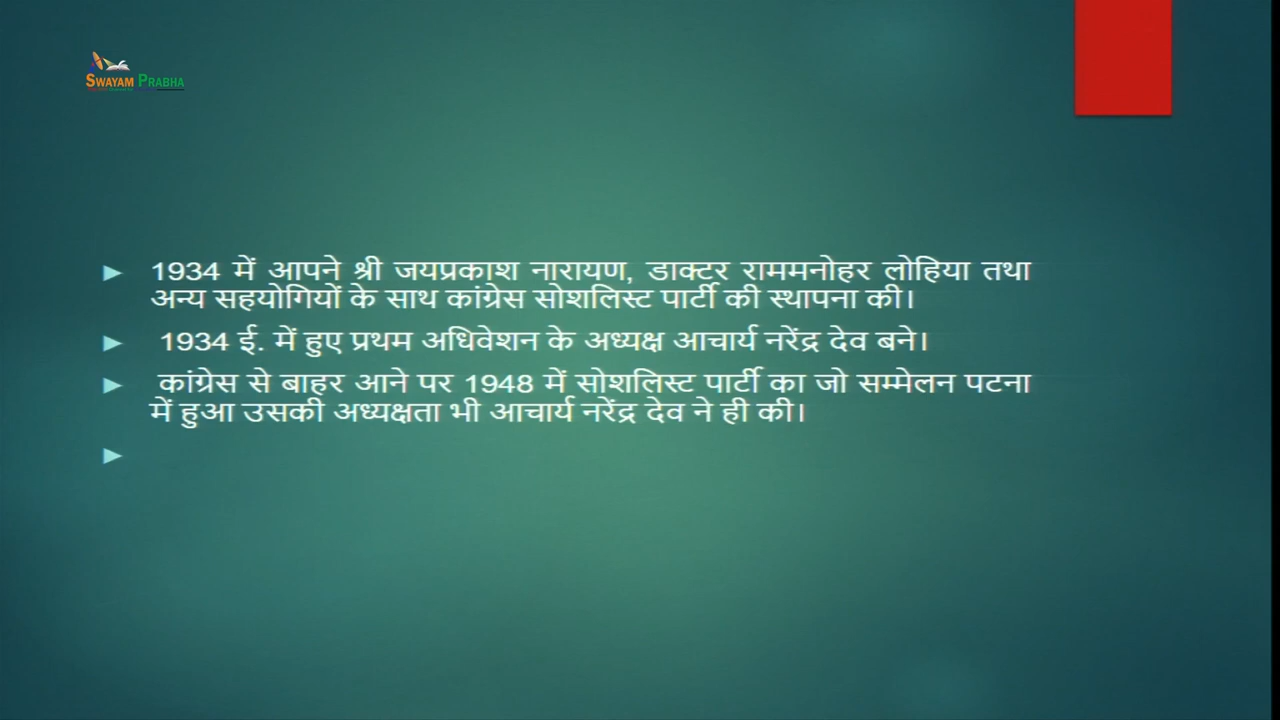 SWAYAM PRABHA
1934 में आपने श्री जयप्रकाश नारायण, डाक्टर राममनोहर लोहिया तथा
अन्य सहयोगियों के साथ कांग्रेस सोशलिस्ट पार्टी की स्थापना की।
1934 ई. में हुए प्रथम अधिवेशन के अध्यक्ष आचार्य नरेंद्र देव बने।
कांग्रेस से बाहर आने पर 1948 में सोशलिस्ट पार्टी का जो सम्मेलन पटना
में हुआ उसकी अध्यक्षता भी आचार्य नरेंद्र देव ने ही की।